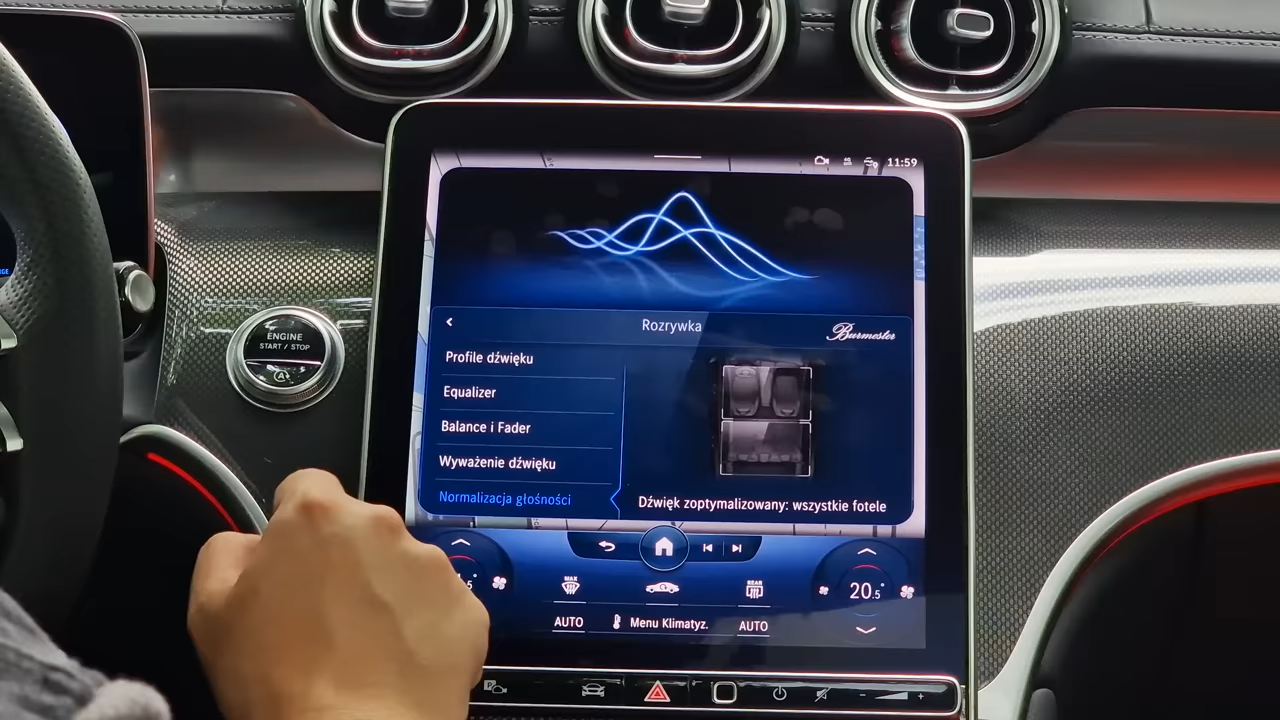 11:59
Rozrywka
Burmester
Profile dźwięku
Equalizer
Balance i Fader
Wyważenie dźwięku
Normalizacja głośności
Dźwięk zoptymalizowany: wszystkie fotele
ENGINE
START / STOP
A
MAX
REAR
20.5°
AUTO
Menu Klimatyz.
AUTO